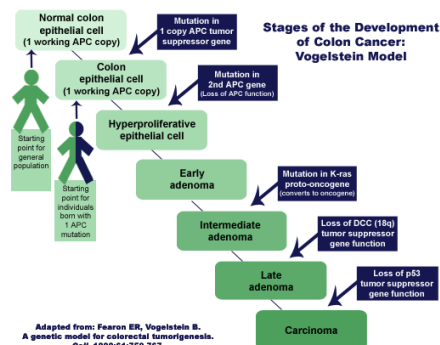 Stages of the Development
of Colon Cancer:
Vogelstein Model
Normal colon
epithelial cell
(1 working APC copy)
Mutation in
1 copy APC tumor
suppressor gene
Colon
epithelial cell
(1 working APC copy)
Mutation in
2nd APC gene
(Loss of APC function)
Hyperproliferative
epithelial cell
Starting
point for
general
population
Starting
point for
individuals
born with
1 APC
mutation
Early
adenoma
Mutation in K-ras
proto-oncogene
(converts to oncogene)
Intermediate
adenoma
Loss of DCC (18q)
tumor suppressor
gene function
Late
adenoma
Loss of p53
tumor suppressor
gene function
Carcinoma
Adapted from: Fearon ER, Vogelstein B.
A genetic model for colorectal tumorigenesis.